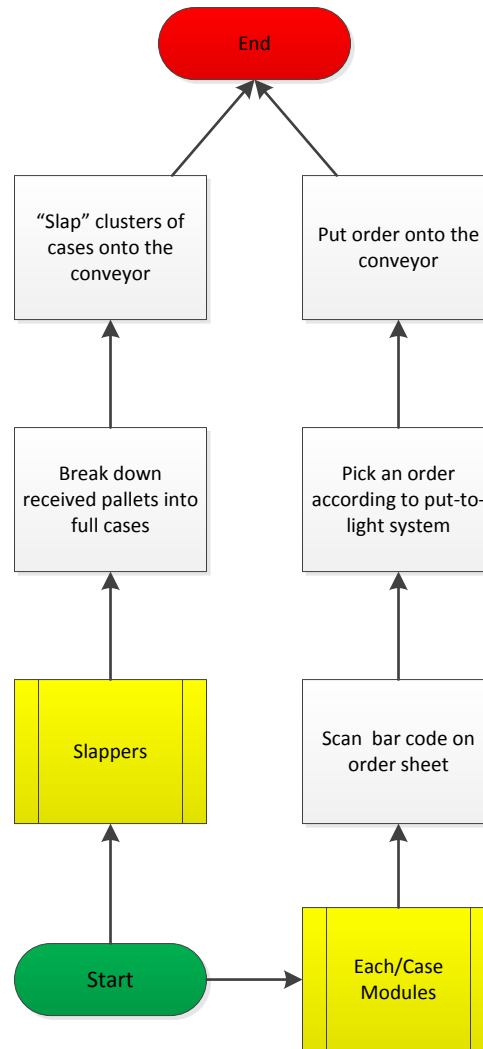 End
“Slap” clusters of
cases onto the
conveyor
Put order onto the
conveyor
Break down
received pallets into
full cases
Pick an order
according to put-to-
light system
Slappers
Scan  bar code on
order sheet
Start
Each/Case
Modules